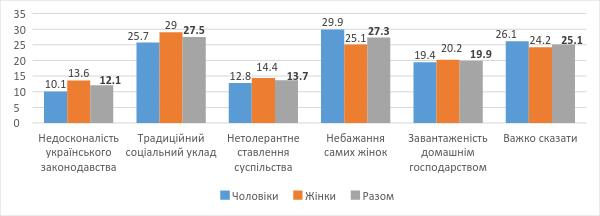 35
30
25
20
15
10
5
0
10.1 13.6 12.1
25.7 29 27.5
12.8 14.4 13.7
29.9 25.1 27.3
19.4 20.2 19.9
26.1 24.2 25.1
Недосконалість
українського
законодавства
Традиційний
соціальний уклад
Нетолерантне
ставлення
суспільства
Небажання
самих жінок
Завантаженість
домашнім
господарством
Важко сказати
Чоловіки Жінки Разом